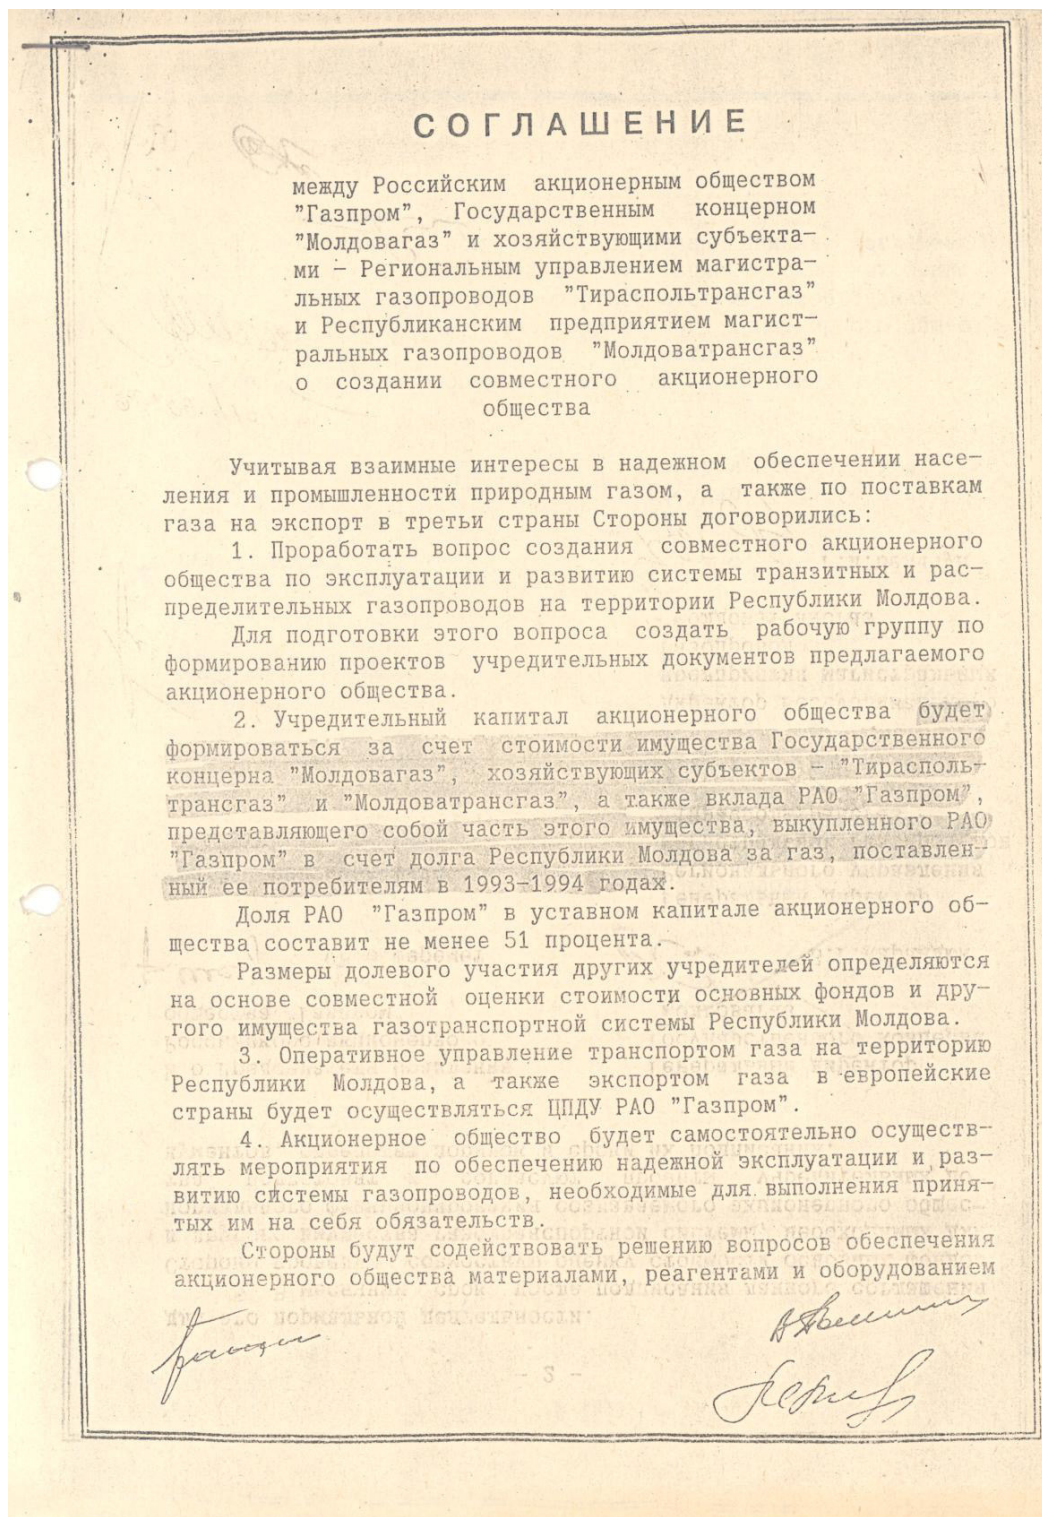 СОГЛАШЕНИЕ
между Российским акционерным обществом
"Газпром", Государственным концерном
"Молдовагаз" и хозяйствующими субъекта-
ми - Региональным управлением магистра-
льных газопроводов "Тираспольтрансгаз"
и Республиканским предприятием магист-
ральных газопроводов "Молдоватрансгаз"
о создании совместного акционерного
общества
Учитывая взаимные интересы в надежном обеспечении насе-
ления и промышленности природным газом, а также по поставкам
газа на экспорт в третьи страны Стороны договорились:
1. Проработать вопрос создания совместного акционерного
общества по эксплуатации и развитию системы транзитных и рас-
пределительных газопроводов на территории Республики Молдова.
Для подготовки этого вопроса создать рабочую группу по
формированию проектов учредительных документов предлагаемого
акционерного общества.
2. Учредительный капитал акционерного общества будет
формироваться за счет стоимости имущества Государственного
концерна "Молдовагаз", хозяйствующих субъектов - "Тирасполь-
трансгаз" и "Молдоватрансгаз", а также вклада РАО "Газпром",
представляющего собой часть этого имущества, выкупленного РАО
"Газпром" в счет долга Республики Молдова за газ, поставлен-
ный ее потребителям в 1993-1994 годах.
Доля РАО "Газпром" в уставном капитале акционерного об-
щества составит не менее 51 процента.
Размеры долевого участия других учредителей определяются
на основе совместной оценки стоимости основных фондов и дру-
гого имущества газотранспортной системы Республики Молдова.
3. Оперативное управление транспортом газа на территорию
Республики Молдова, а также экспортом газа в европейские
страны будет осуществляться ЦПДУ РАО "Газпром".
4. Акционерное общество будет самостоятельно осуществ-
лять мероприятия по обеспечению надежной эксплуатации и раз-
витию системы газопроводов, необходимые для выполнения приня-
тых им на себя обязательств.
Стороны будут содействовать решению вопросов обеспечения
акционерного общества материалами, реагентами и оборудованием